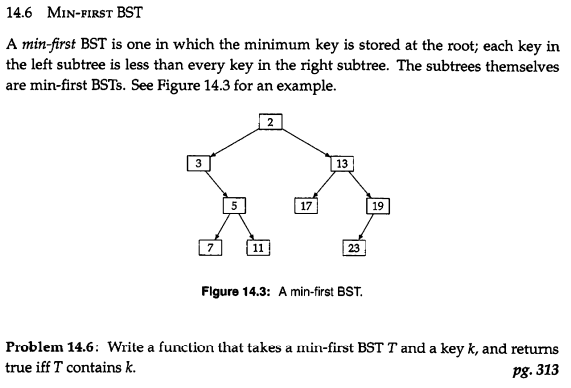 14.6 MIN-FIRST BST
A min-first BST is one in which the minimum key is stored at the root; each key in
the left subtree is less than every key in the right subtree. The subtrees themselves
are min-first BSTs. See Figure 14.3 for an example.
2
3 13
5 17 19
7 11 23
Figure 14.3: A min-first BST.
Problem 14.6: Write a function that takes a min-first BST T and a key k, and returns
true iff T contains k. pg. 313